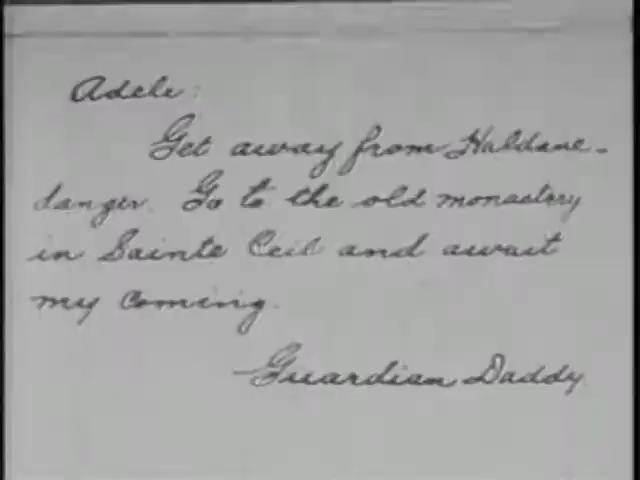 Adele:
Get away from Haldane -
danger. Go to the old monastery
in Sainte Ceil and await
my coming.
Guardian Daddy